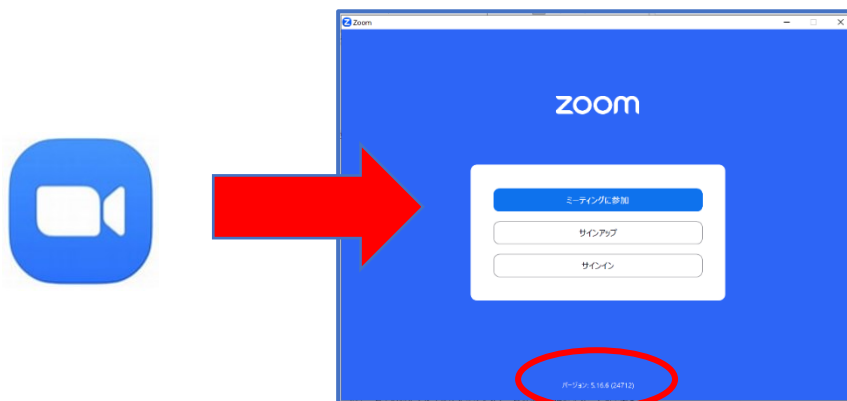 Zoom
zoom
ミーティングに参加
サインアップ
サインイン
バージョン: 5.16.6 (24712)